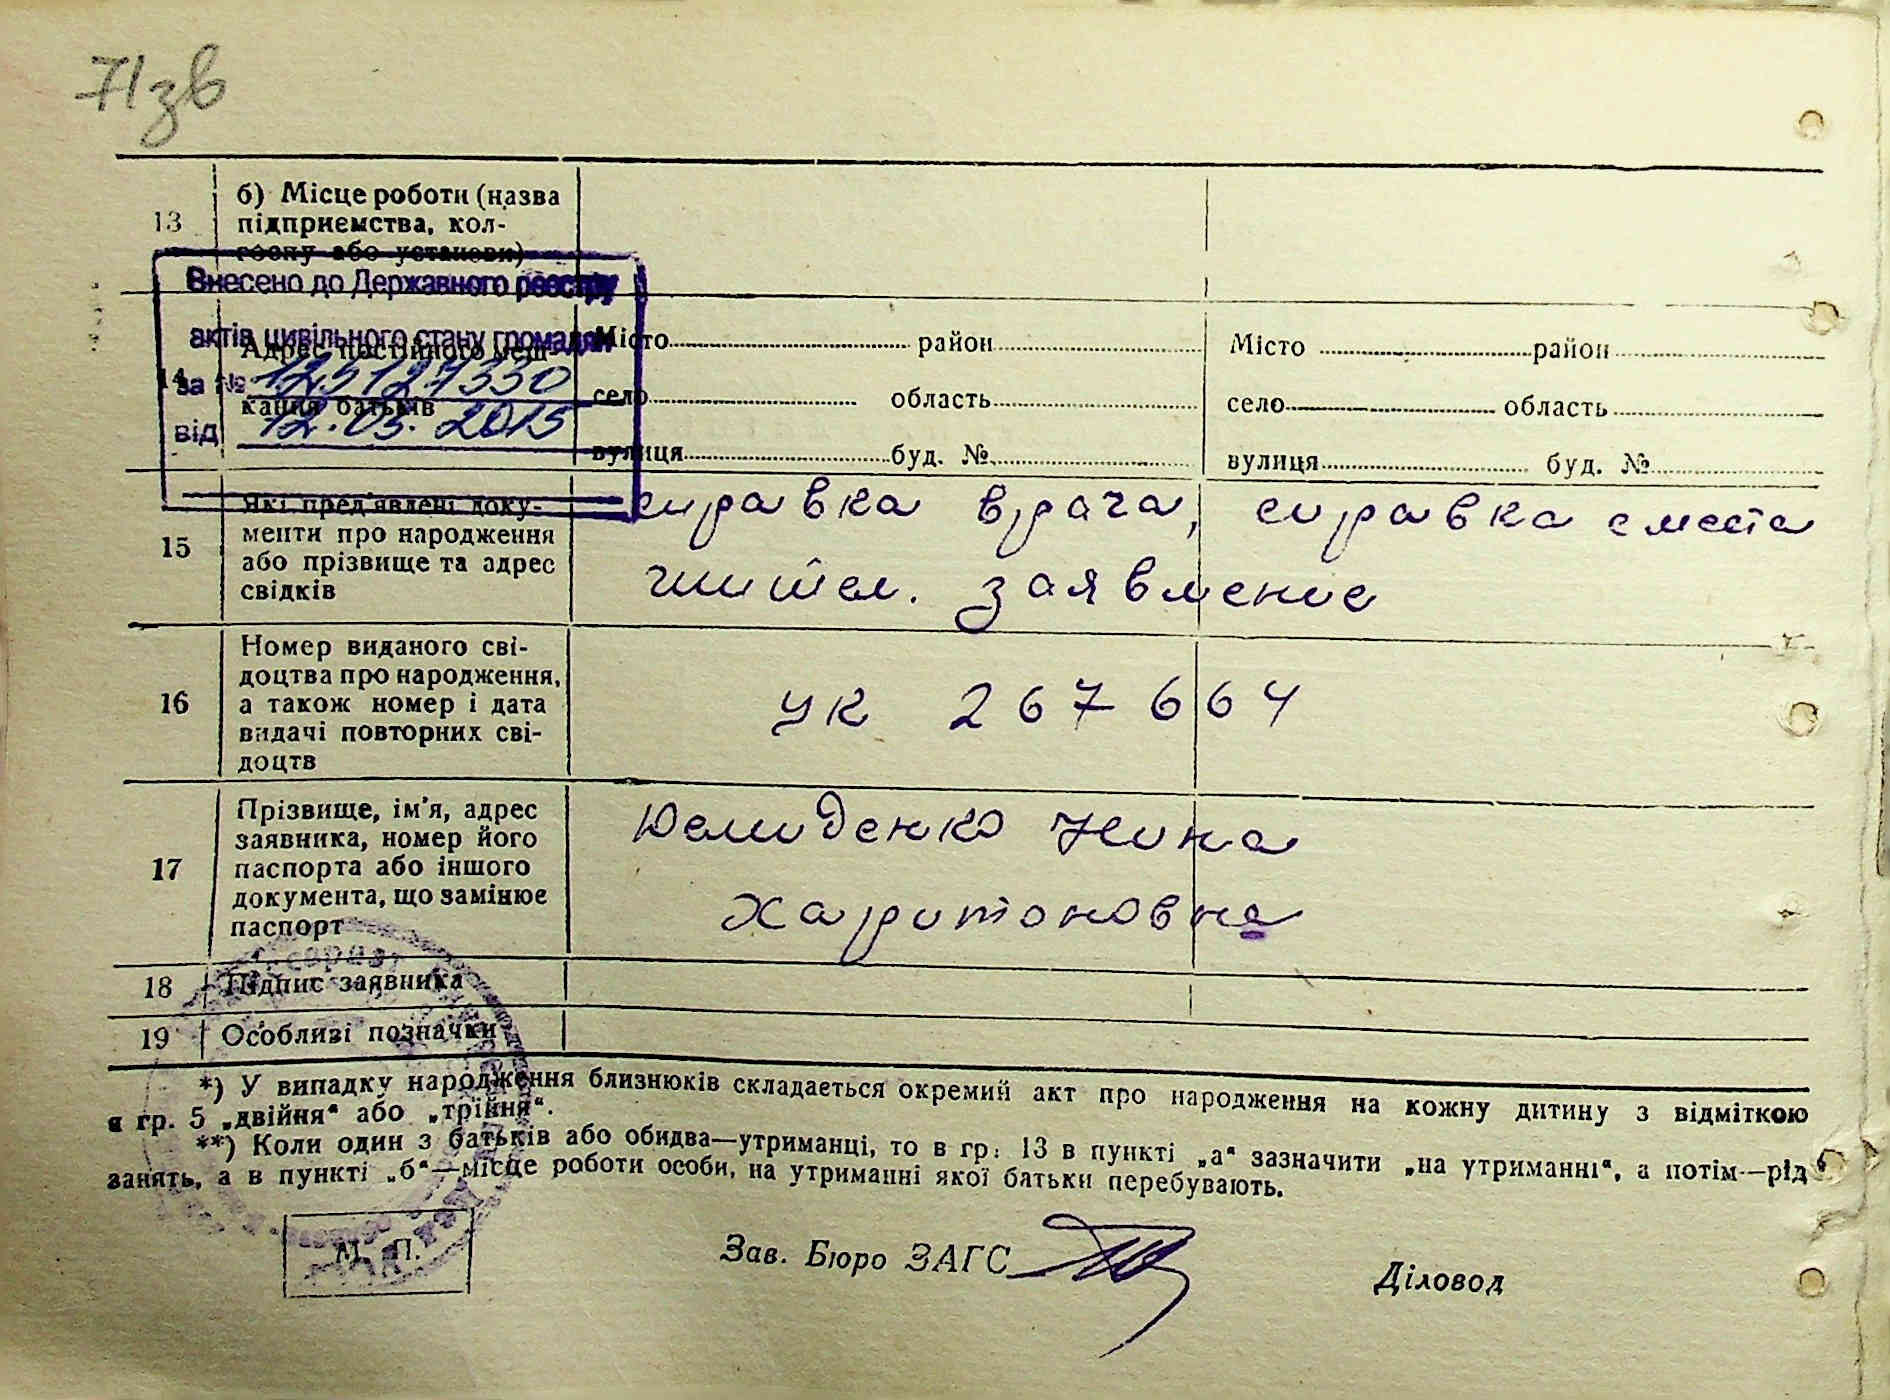 71зв
13
б) Місце роботи (назва
підприємства, кол-
госпу або установи)
Внесено до Державного реєстру
актів цивільного стану громадян
за № 125127330
від 12.03.2015
14
Адрес постійного меш-
кання батьків
Місто район
село область
вулиця буд. №
Місто район
село область
вулиця буд. №
15
Які пред'явлені доку-
менти про народження
або прізвище та адрес
свідків
справка врача, справка с места
жител. заявление
16
Номер виданого сві-
доцтва про народження,
а також номер і дата
видачі повторних сві-
доцтв
УК 267664
17
Прізвище, ім'я, адрес
заявника, номер його
паспорта або іншого
документа, що замінює
паспорт
Нина
Харитоновна
18 Підпис заявника
19 Особливі позначки
*) У випадку народження близнюків складається окремий акт про народження на кожну дитину з відміткою
в гр. 5 „двійня“ або „трійня“.
**) Коли один з батьків або обидва—утриманці, то в гр. 13 в пункті „а“ зазначити „на утриманні“, а потім—рід
занять, а в пункті „б“—місце роботи особи, на утриманні якої батьки перебувають.
М. П.
Зав. Бюро ЗАГС
Діловод